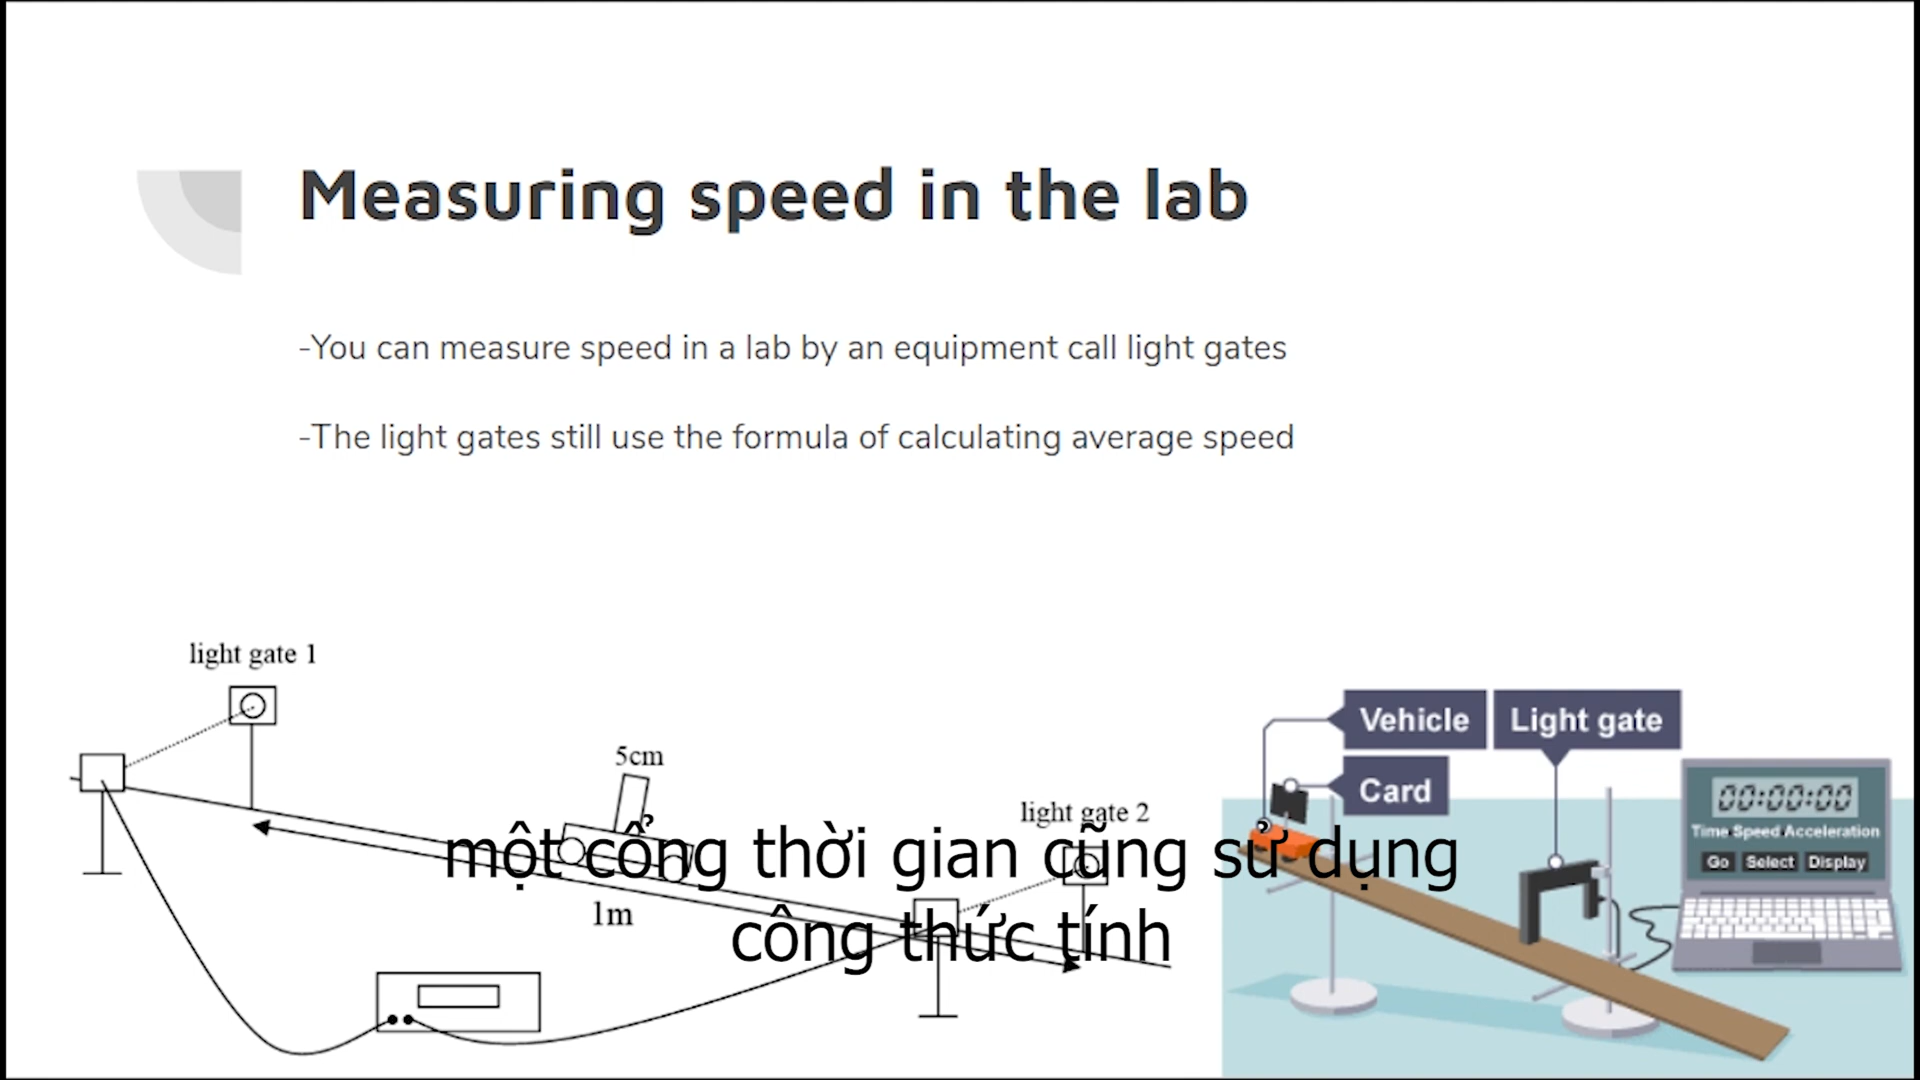 Measuring speed in the lab
-You can measure speed in a lab by an equipment call light gates
-The light gates still use the formula of calculating average speed
light gate 1
5cm
light gate 2
1m
Vehicle
Light gate
Card
00:00:00
Time Speed Acceleration
Go Select Display
một cổng thời gian cũng sử dụng
công thức tính